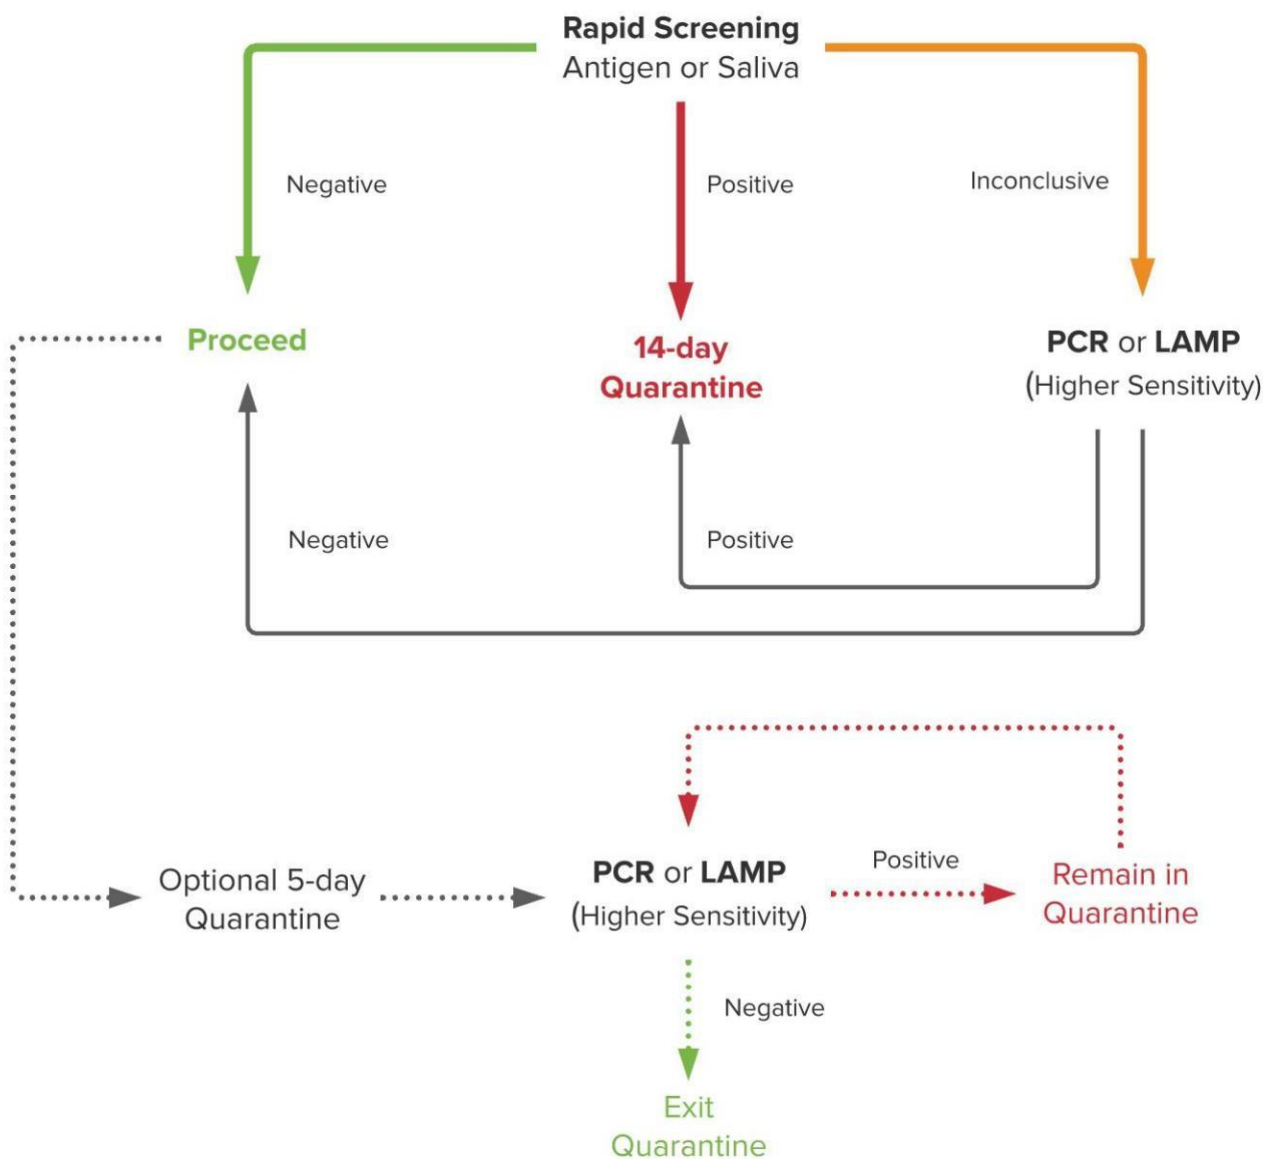 Rapid Screening
Antigen or Saliva
Negative
Positive
Inconclusive
Proceed
14-day
Quarantine
PCR or LAMP
(Higher Sensitivity)
Negative
Positive
Optional 5-day
Quarantine
PCR or LAMP
(Higher Sensitivity)
Positive
Remain in
Quarantine
Negative
Exit
Quarantine